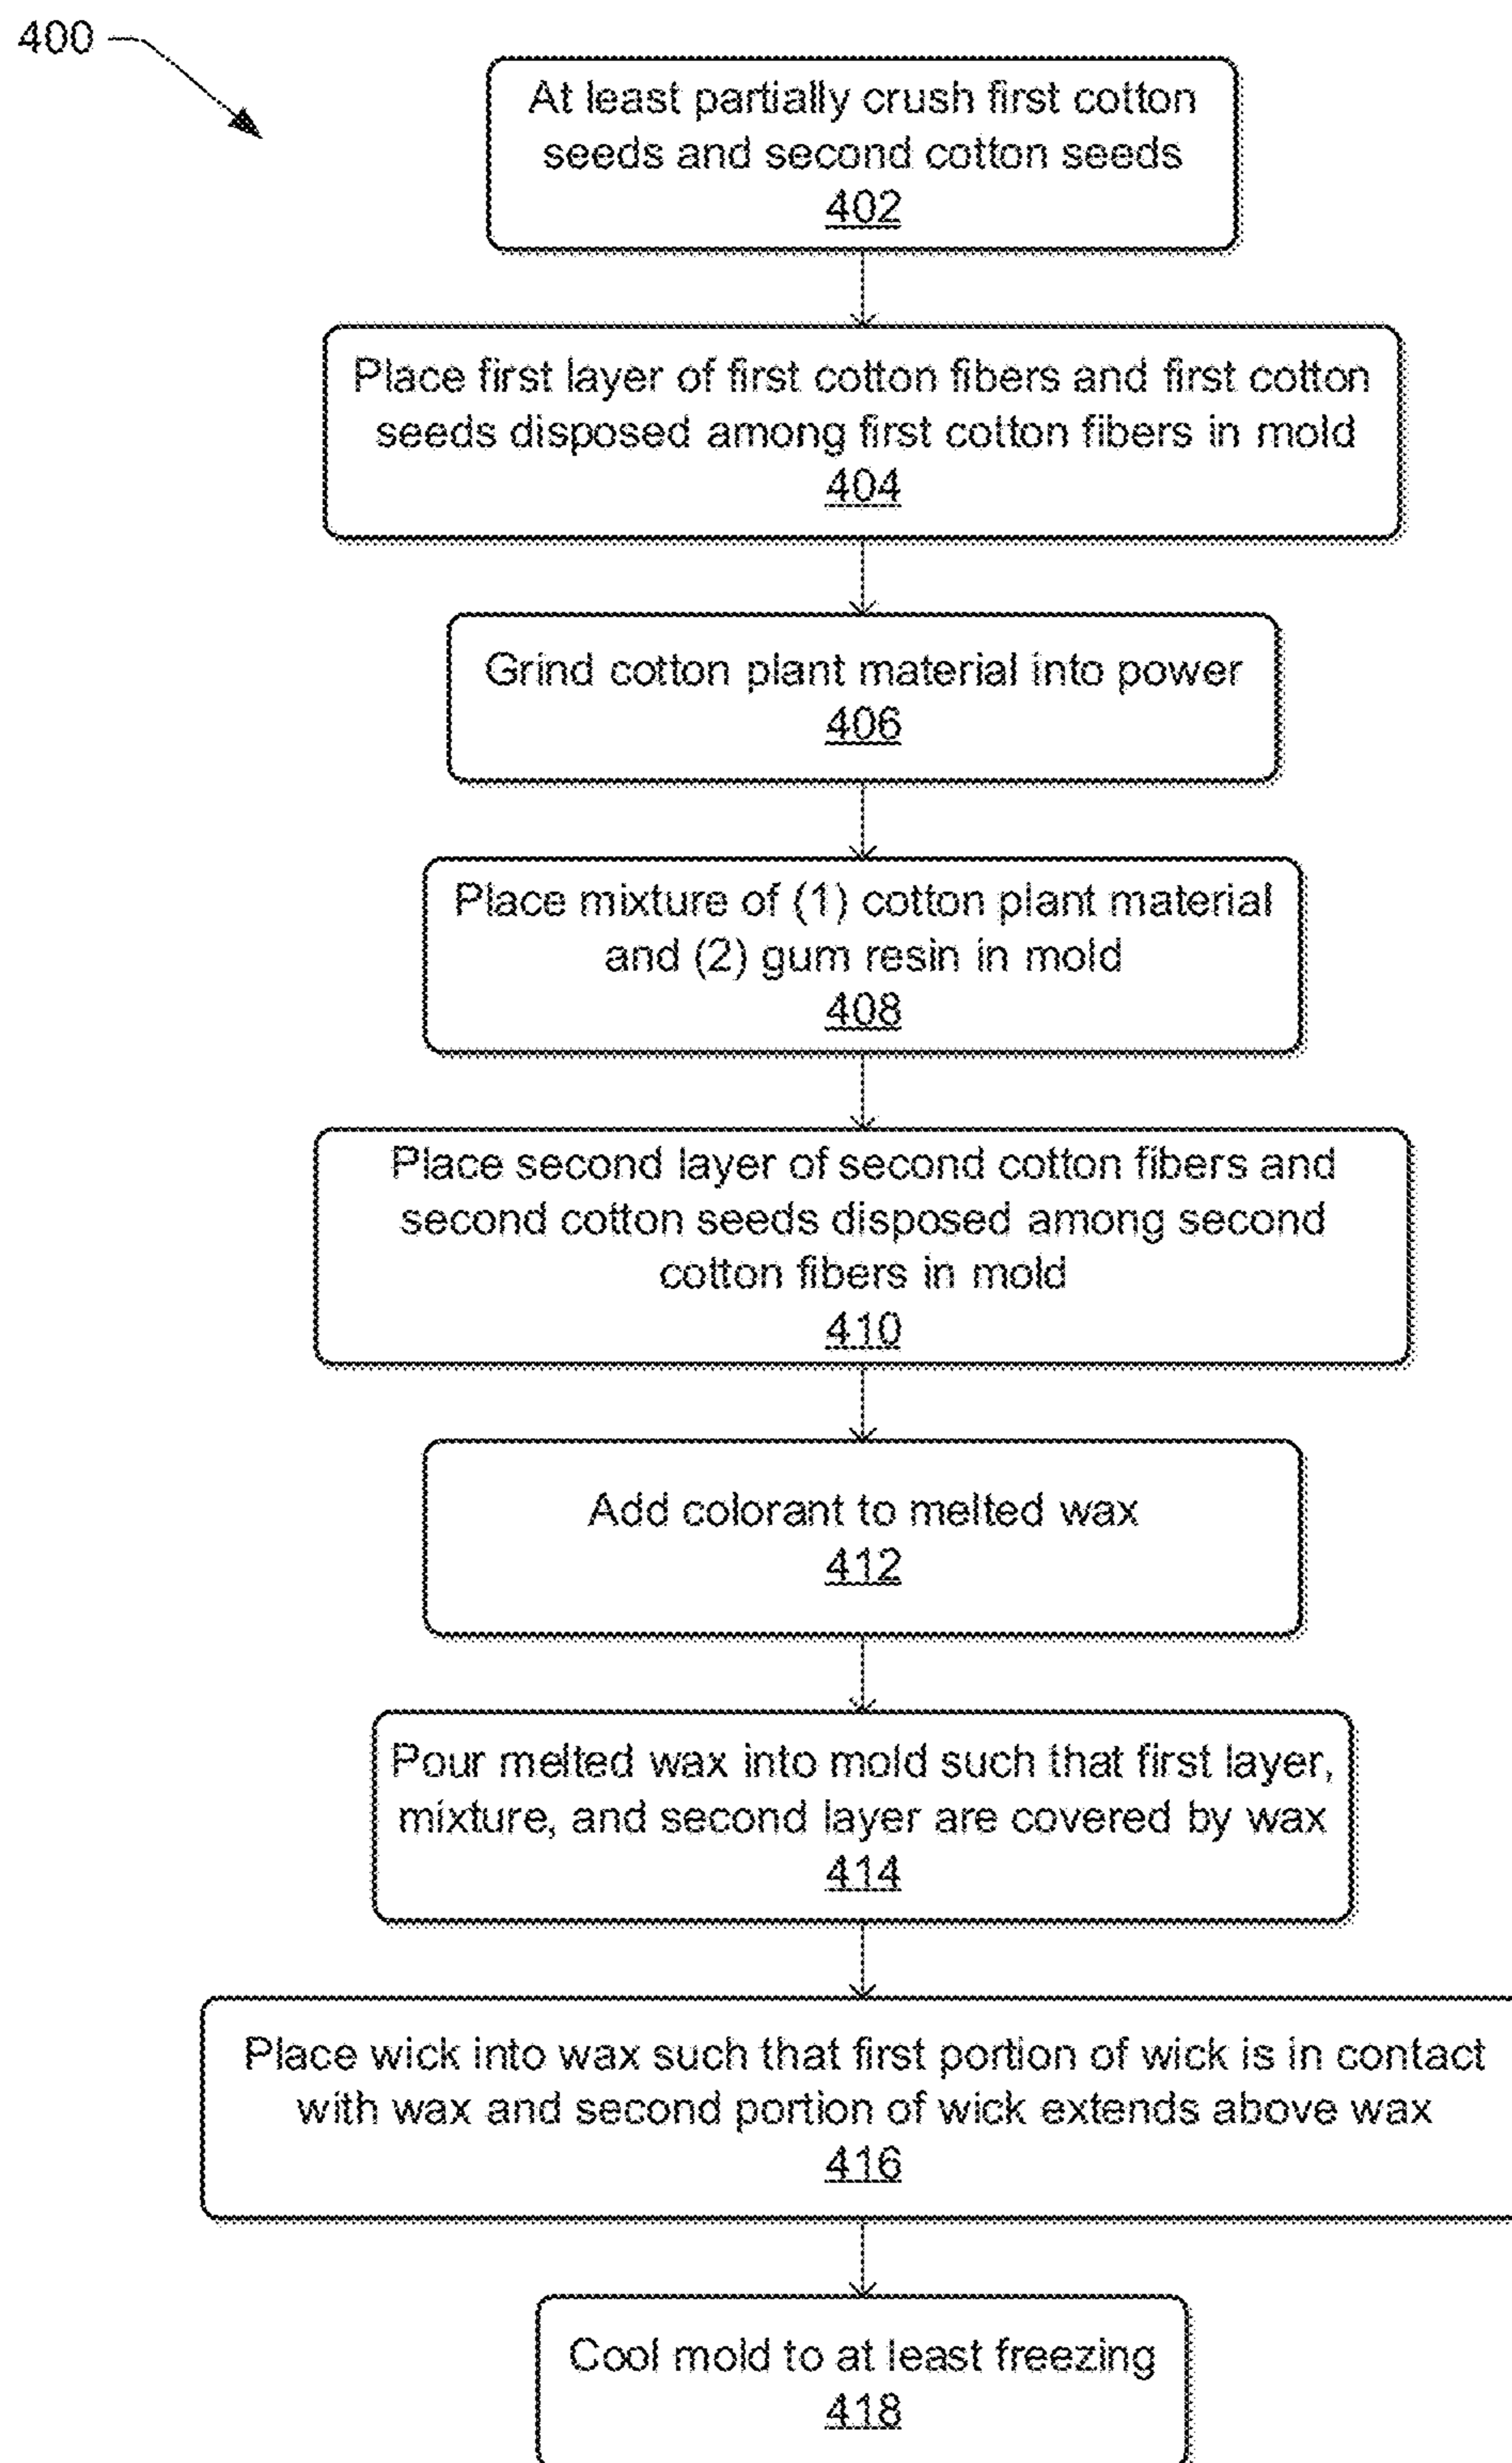 400
At least partially crush first cotton
seeds and second cotton seeds
402
Place first layer of first cotton fibers and first cotton
seeds disposed among first cotton fibers in mold
404
Grind cotton plant material into power
406
Place mixture of (1) cotton plant material
and (2) gum resin in mold
408
Place second layer of second cotton fibers and
second cotton seeds disposed among second
cotton fibers in mold
410
Add colorant to melted wax
412
Pour melted wax into mold such that first layer,
mixture, and second layer are covered by wax
414
Place wick into wax such that first portion of wick is in contact
with wax and second portion of wick extends above wax
416
Cool mold to at least freezing
418